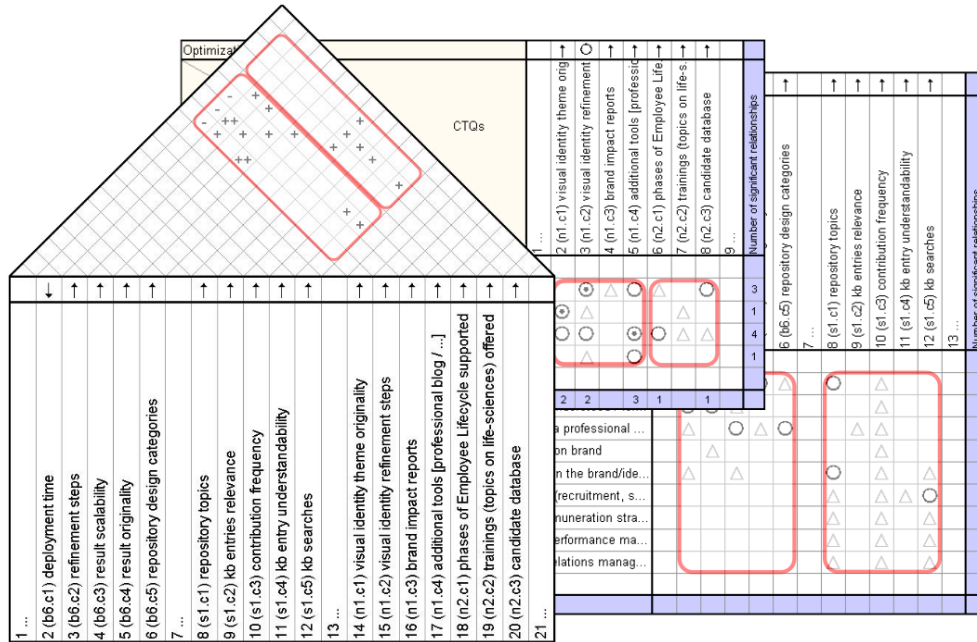 Optimizat
CTQs
1 ...
2 (n1.c1) visual identity theme orig
3 (n1.c2) visual identity refinement
4 (n1.c3) brand impact reports
5 (n1.c4) additional tools [professic
6 (n2.c1) phases of Employee Life
7 (n2.c2) trainings (topics on life-s.
8 (n2.c3) candidate database
9 ...
Number of significant relationships
3
1
4
1
2
2
3
1
1
6 (b6.c5) repository design categories
7 ...
8 (s1.c1) repository topics
9 (s1.c2) kb entries relevance
10 (s1.c3) contribution frequency
11 (s1.c4) kb entry understandability
12 (s1.c5) kb searches
13 ...
Number of significant relationships
a professional ...
on brand
in the brand/ide...
(recruitment, s...
muneration stra...
erformance ma...
elations manag...
1 ...
2 (b6.c1) deployment time
3 (b6.c2) refinement steps
4 (b6.c3) result scalability
5 (b6.c4) result originality
6 (b6.c5) repository design categories
7 ...
8 (s1.c1) repository topics
9 (s1.c2) kb entries relevance
10 (s1.c3) contribution frequency
11 (s1.c4) kb entry understandability
12 (s1.c5) kb searches
13 ...
14 (n1.c1) visual identity theme originality
15 (n1.c2) visual identity refinement steps
16 (n1.c3) brand impact reports
17 (n1.c4) additional tools [professional blog / ...]
18 (n2.c1) phases of Employee Lifecycle supported
19 (n2.c2) trainings (topics on life-sciences) offered
20 (n2.c3) candidate database
21 ...